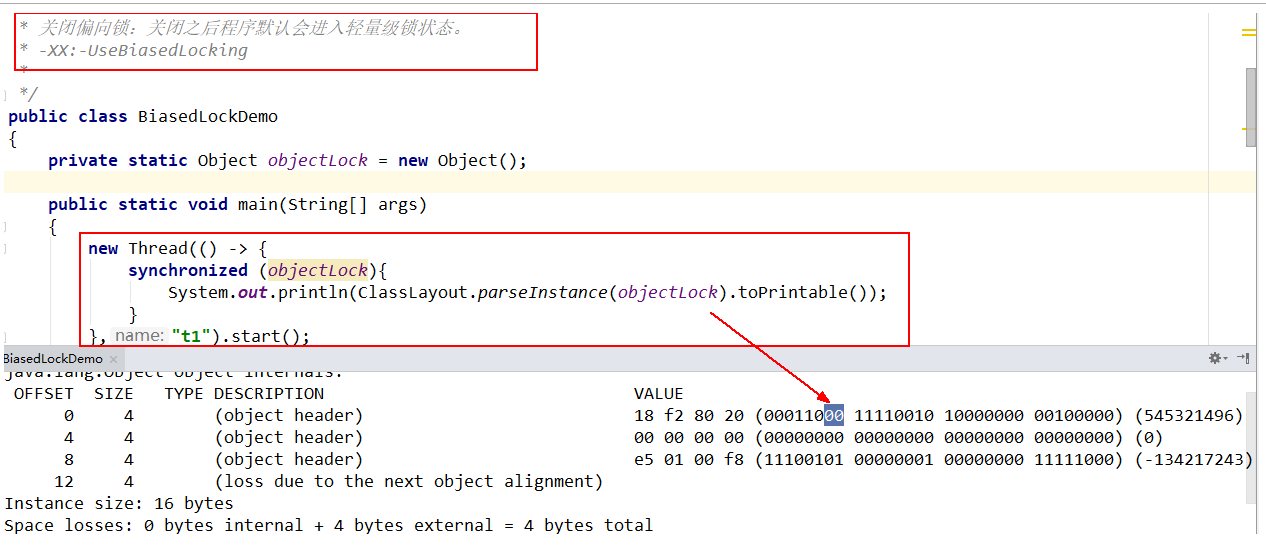 * 关闭偏向锁：关闭之后程序默认会进入轻量级锁状态。
* -XX:-UseBiasedLocking
*
*/
public class BiasedLockDemo
{
private static Object objectLock = new Object();
public static void main(String[] args)
{
new Thread(() -> {
synchronized (objectLock){
System.out.println(ClassLayout.parseInstance(objectLock).toPrintable());
}
}, name: "t1").start();
BiasedLockDemo ×
java.lang.Object object internals:
OFFSET SIZE TYPE DESCRIPTION VALUE
0 4 (object header) 18 f2 80 20 (00011000 11110010 10000000 00100000) (545321496)
4 4 (object header) 00 00 00 00 (00000000 00000000 00000000 00000000) (0)
8 4 (object header) e5 01 00 f8 (11100101 00000001 00000000 11111000) (-134217243)
12 4 (loss due to the next object alignment)
Instance size: 16 bytes
Space losses: 0 bytes internal + 4 bytes external = 4 bytes total